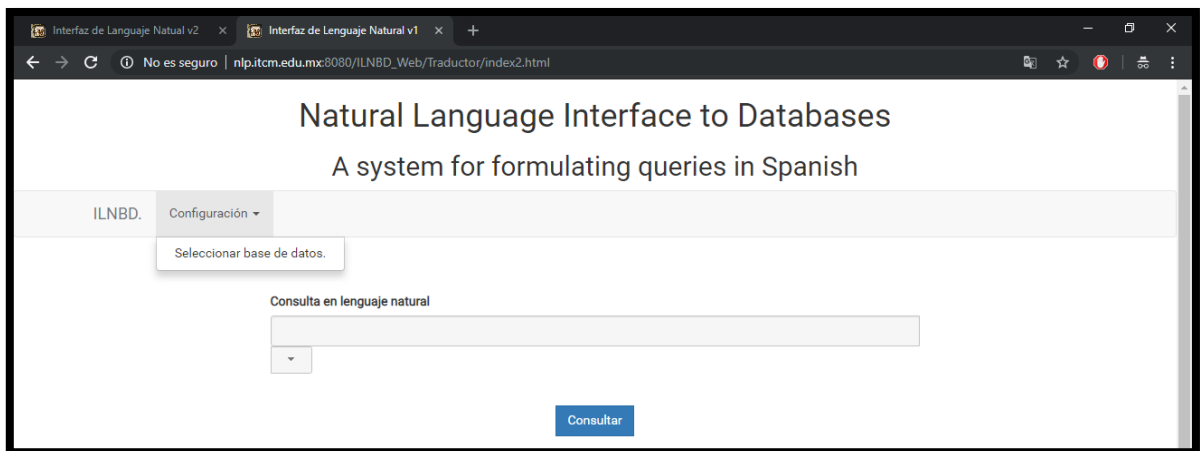 Interfaz de Lenguaje Natual v2
Interfaz de Lenguaje Natural v1
No es seguro | nlp.itcm.edu.mx:8080/ILNBD_Web/Traductor/index2.html
Natural Language Interface to Databases
A system for formulating queries in Spanish
ILNBD.
Configuración
Seleccionar base de datos.
Consulta en lenguaje natural
Consultar